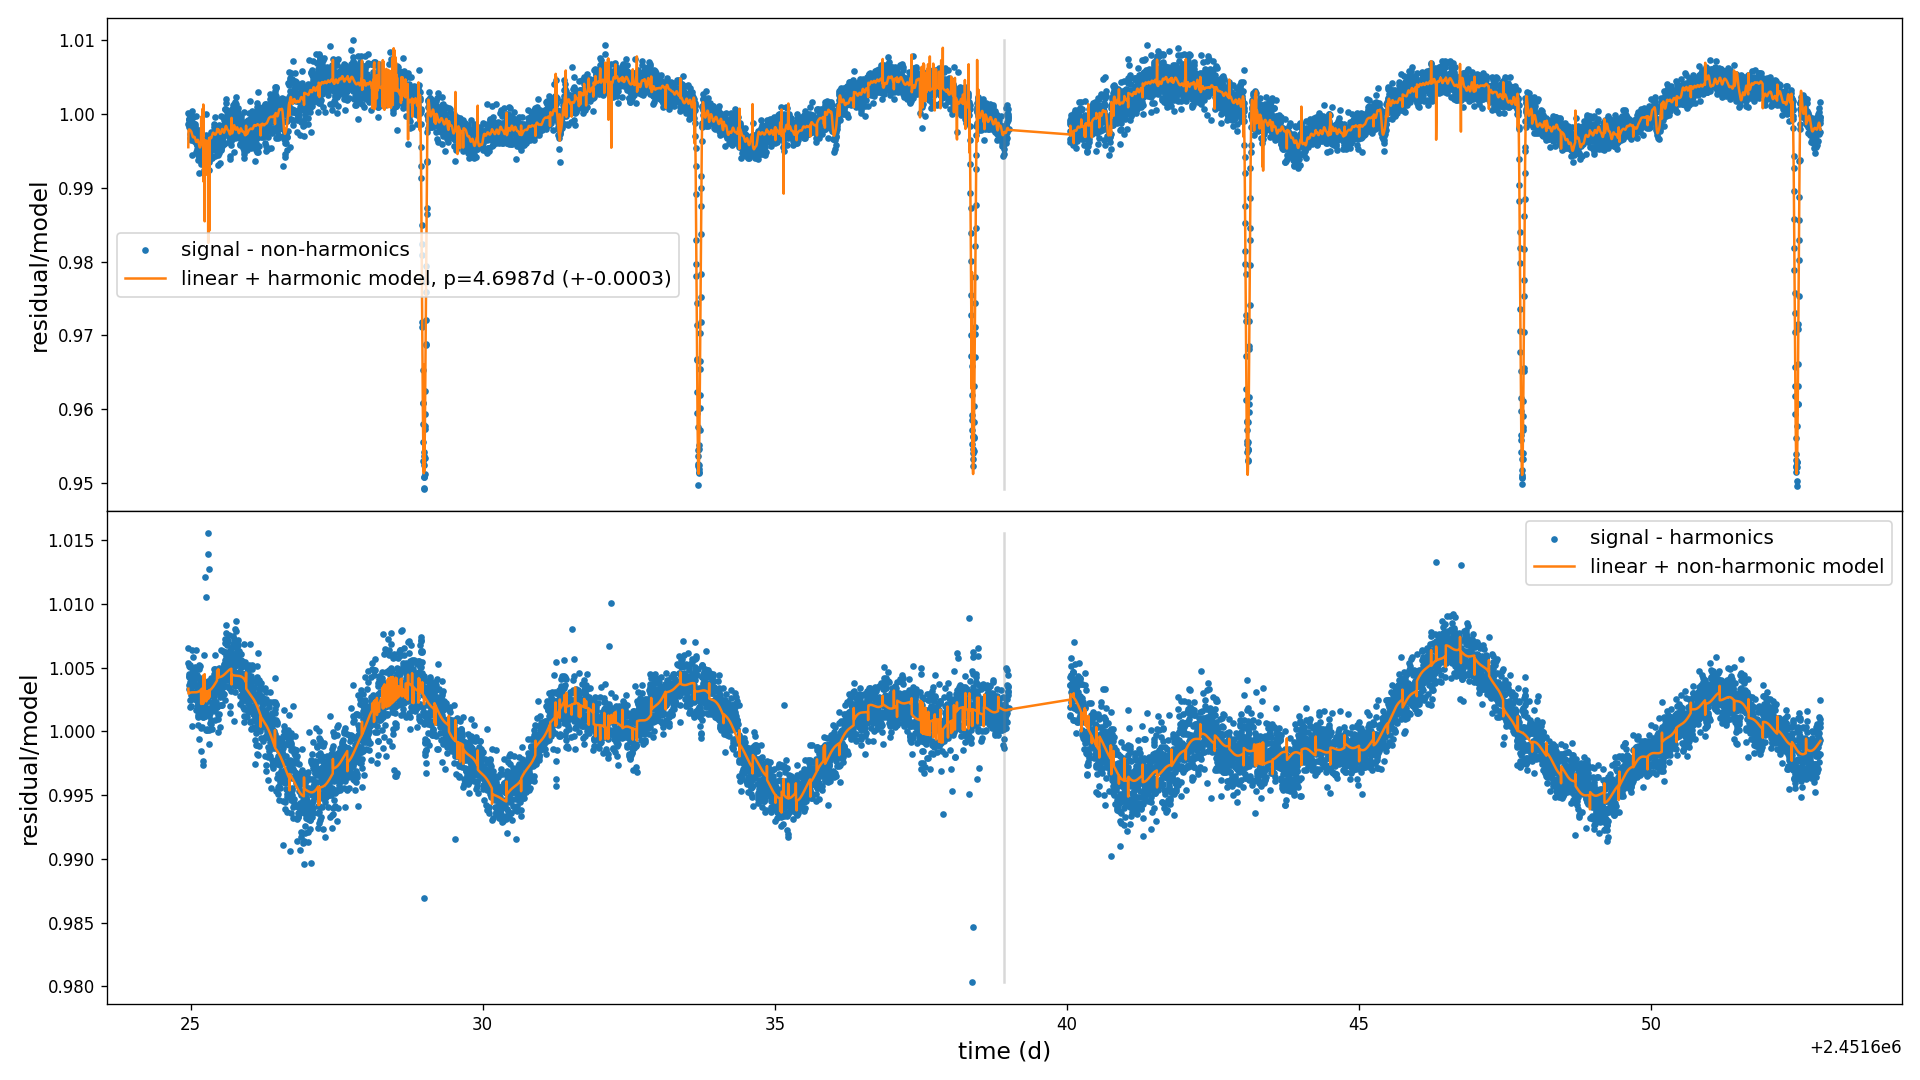 1.01
1.00
0.99
0.98
0.97
0.96
0.95
residual/model
signal - non-harmonics
linear + harmonic model, p=4.6987d (+-0.0003)
1.015
1.010
1.005
1.000
0.995
0.990
0.985
0.980
residual/model
signal - harmonics
linear + non-harmonic model
25
30
35
40
45
50
time (d)
+2.4516e6